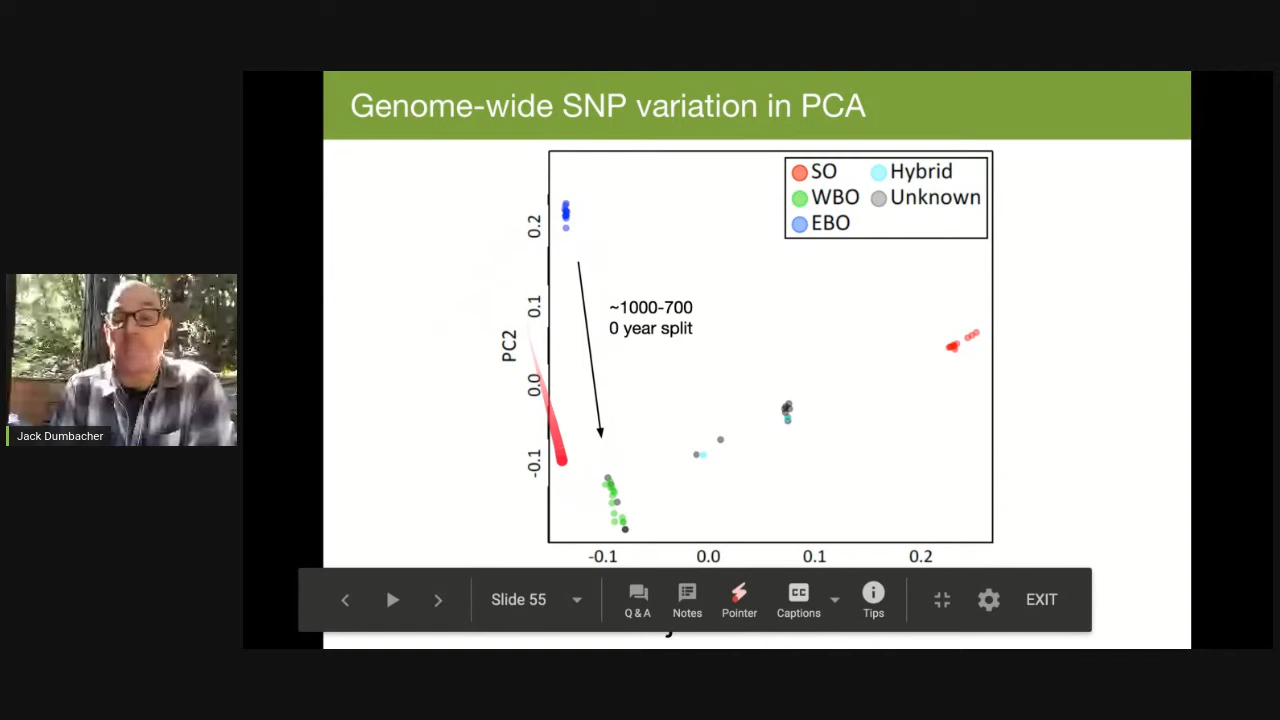 Genome-wide SNP variation in PCA
SO
Hybrid
WBO
Unknown
EBO
~1000-700
0 year split
PC2
0.2
0.1
0.0
-0.1
-0.1
0.0
0.1
0.2
Jack Dumbacher
Slide 55
Q & A
Notes
Pointer
CC
Captions
Tips
EXIT